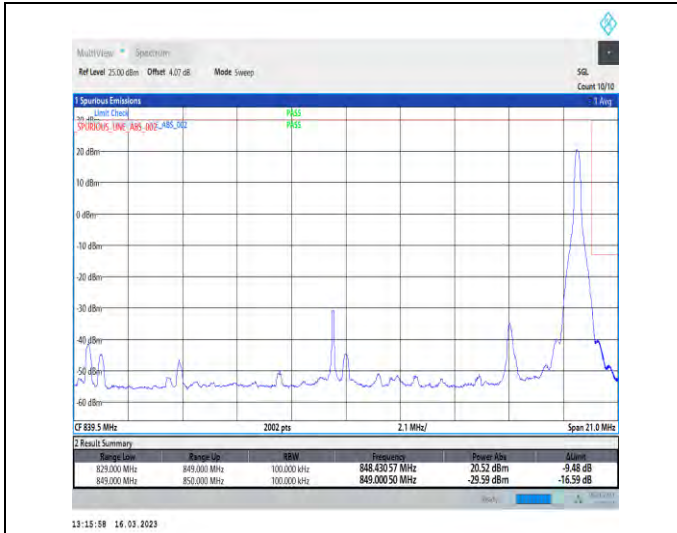 MultiView Spectrum
Ref Level 25.00 dBm Offset 4.07 dB Mode Sweep SGL
Count 10/10
1 Spurious Emissions 1 Avg
Limit Check PASS
SPURIOUS_LINE_ABS_002 PASS
20 dBm
10 dBm
0 dBm
-10 dBm
-20 dBm
-30 dBm
-40 dBm
-50 dBm
-60 dBm
CF 839.5 MHz 2002 pts 2.1 MHz/ Span 21.0 MHz
2 Result Summary
Range Low Range Up RBW Frequency Power Abs ΔLimit
829.000 MHz 849.000 MHz 100.000 kHz 848.43057 MHz 20.52 dBm -9.48 dB
849.000 MHz 850.000 MHz 100.000 kHz 849.00050 MHz -29.59 dBm -16.59 dB
Ready
13:15:58 16.03.2023